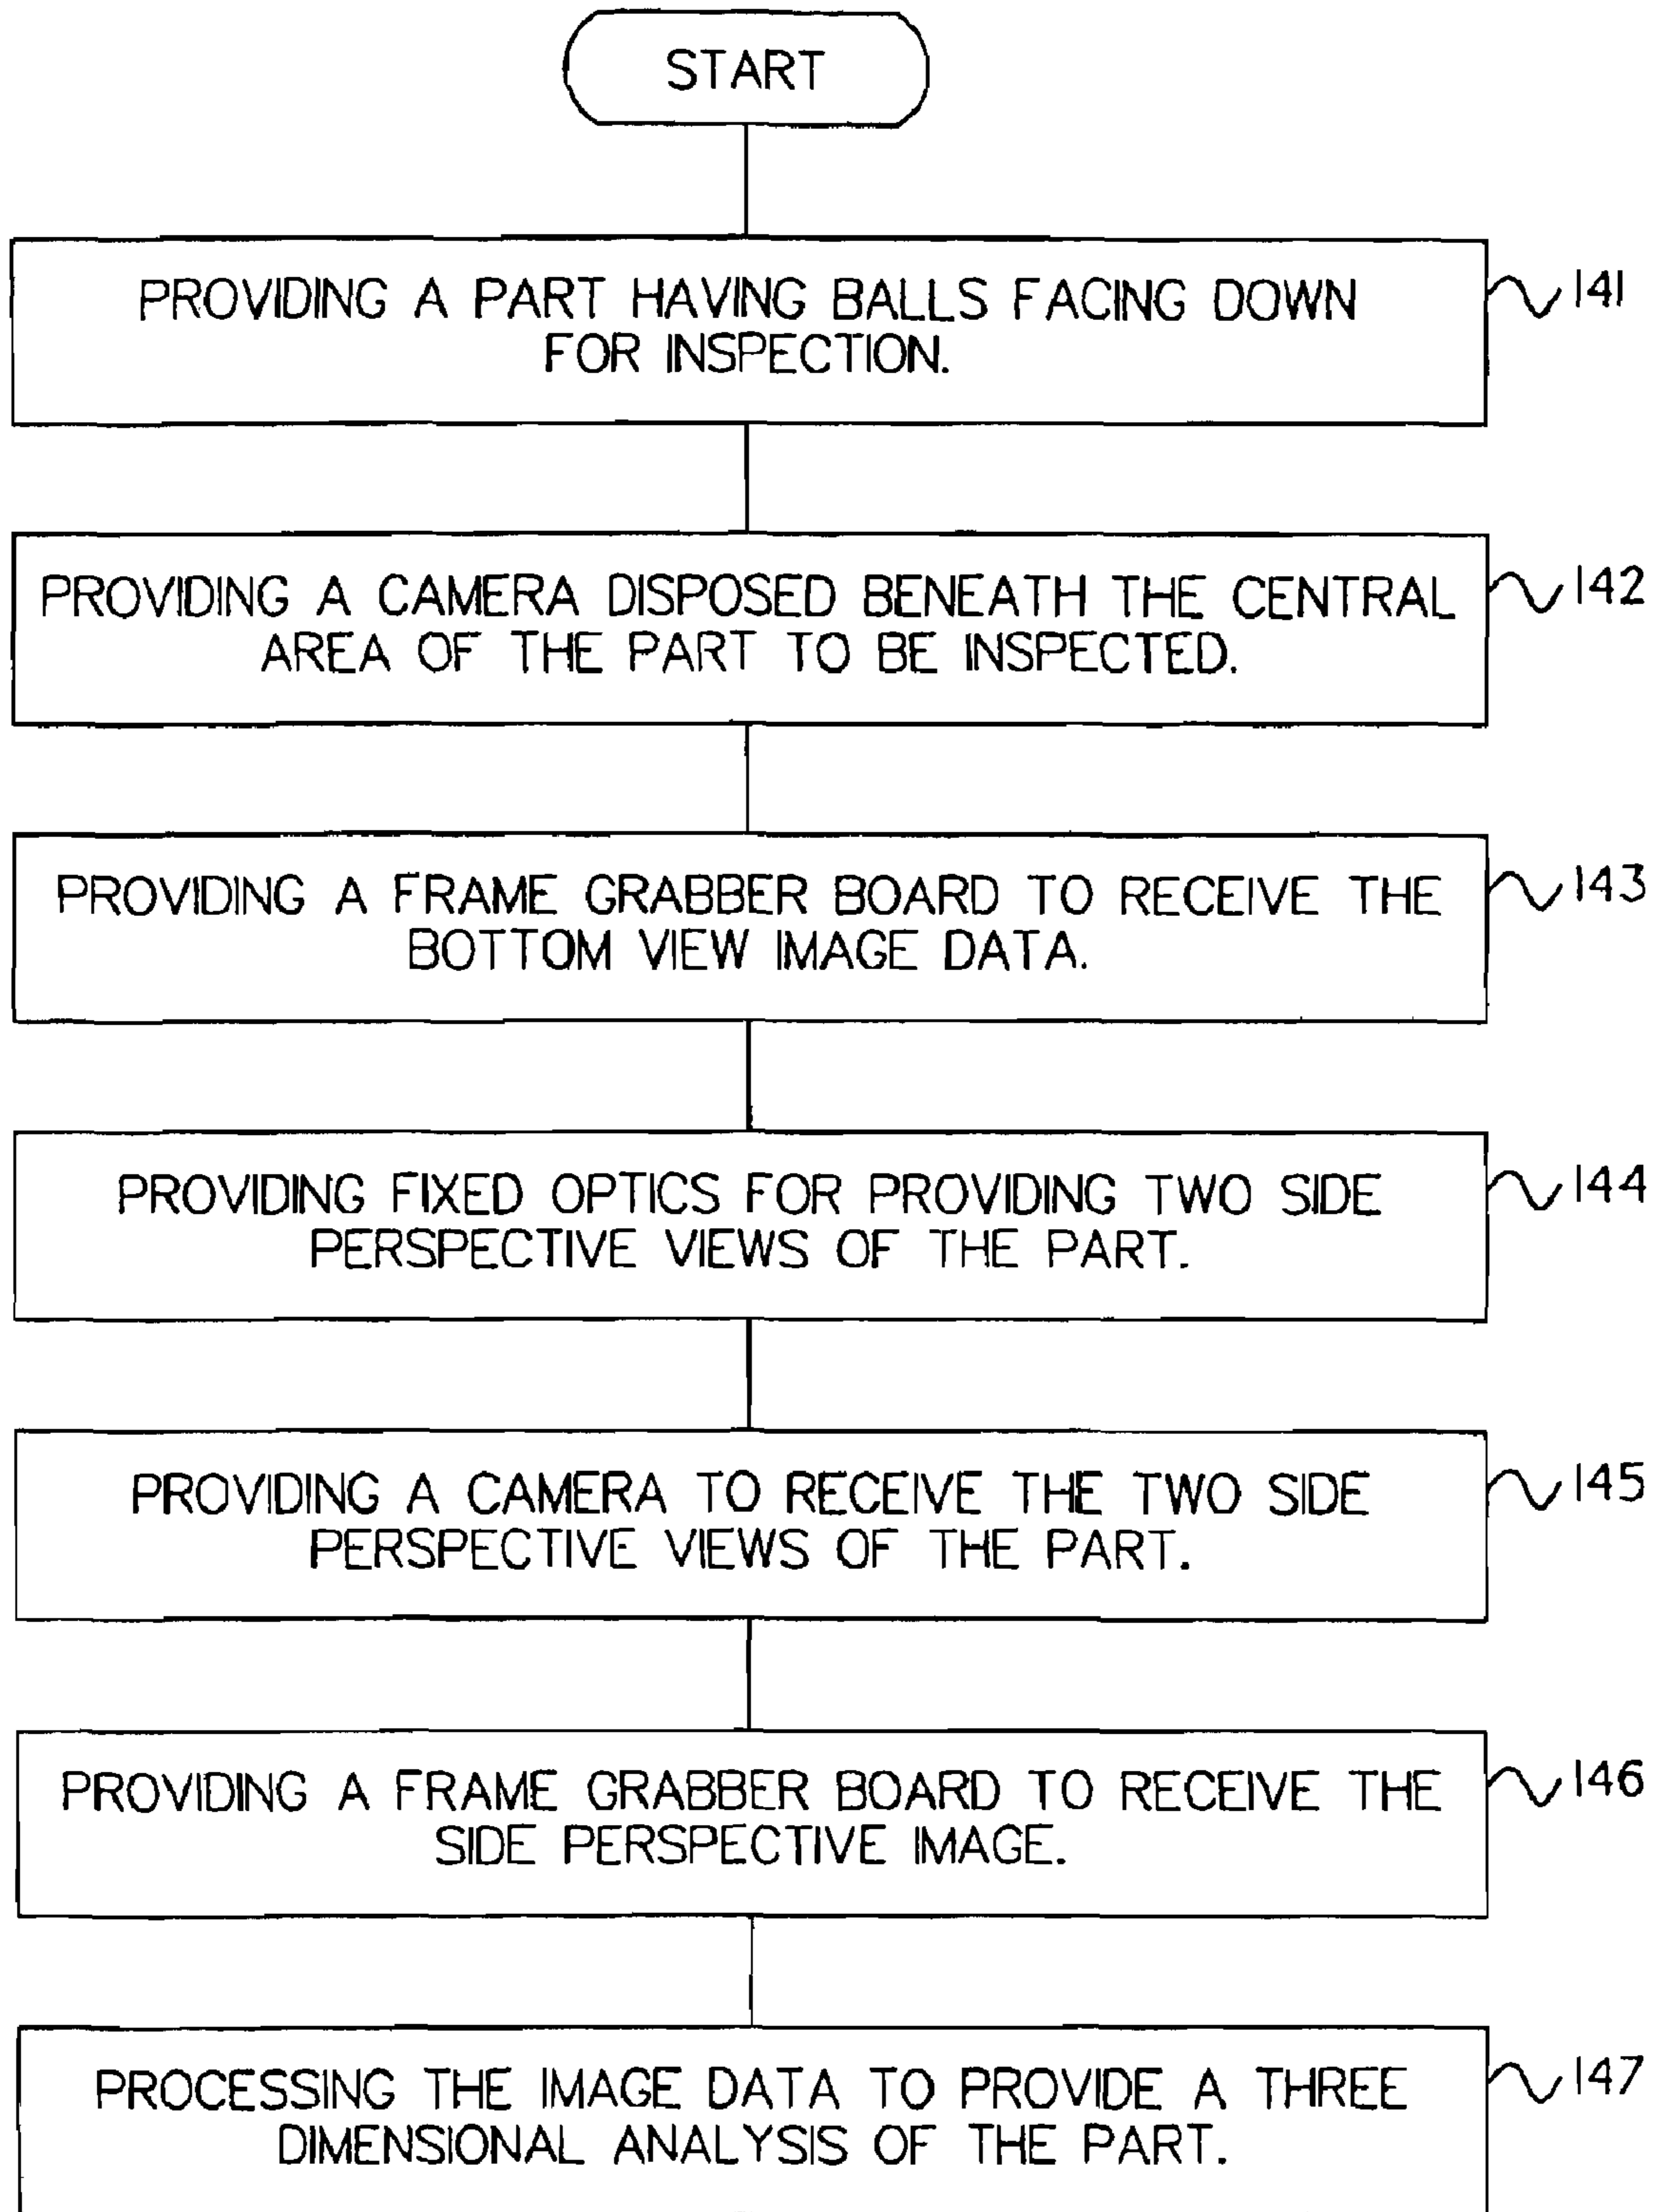 START
PROVIDING A PART HAVING BALLS FACING DOWN
FOR INSPECTION.
141
PROVIDING A CAMERA DISPOSED BENEATH THE CENTRAL
AREA OF THE PART TO BE INSPECTED.
142
PROVIDING A FRAME GRABBER BOARD TO RECEIVE THE
BOTTOM VIEW IMAGE DATA.
143
PROVIDING FIXED OPTICS FOR PROVIDING TWO SIDE
PERSPECTIVE VIEWS OF THE PART.
144
PROVIDING A CAMERA TO RECEIVE THE TWO SIDE
PERSPECTIVE VIEWS OF THE PART.
145
PROVIDING A FRAME GRABBER BOARD TO RECEIVE THE
SIDE PERSPECTIVE IMAGE.
146
PROCESSING THE IMAGE DATA TO PROVIDE A THREE
DIMENSIONAL ANALYSIS OF THE PART.
147